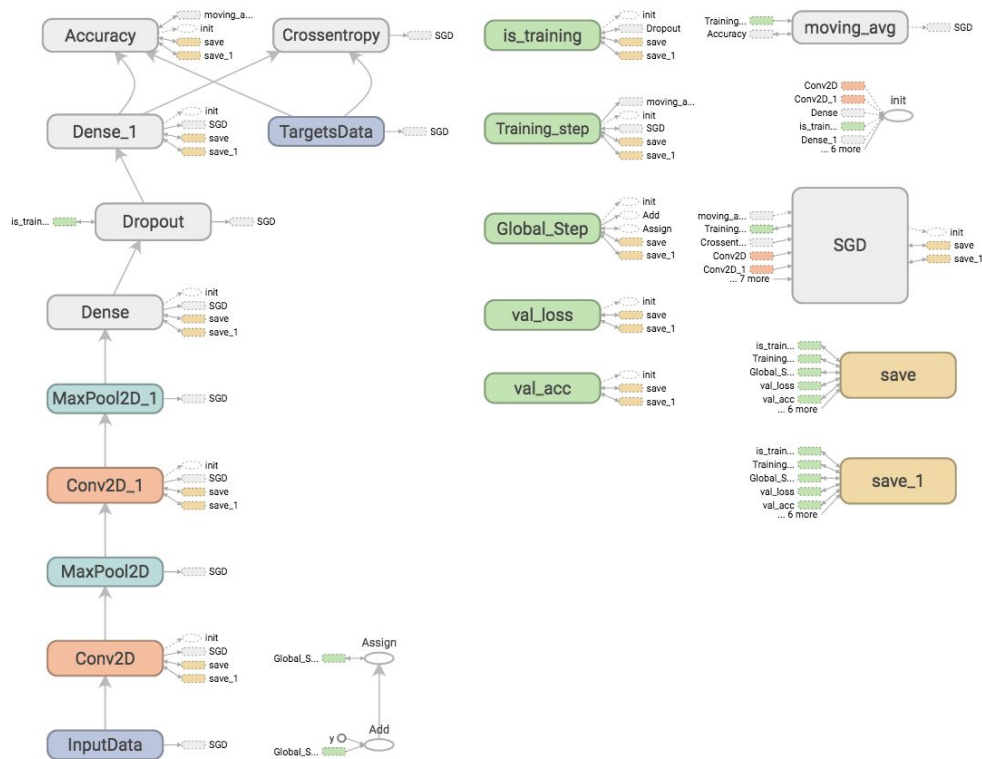 Accuracy
moving_a...
init
save
save_1
Crossentropy
SGD
Dense_1
init
SGD
save
save_1
TargetsData
SGD
is_train...
Dropout
SGD
Dense
init
SGD
save
save_1
MaxPool2D_1
SGD
Conv2D_1
init
SGD
save
save_1
MaxPool2D
SGD
Conv2D
init
SGD
save
save_1
InputData
SGD
Assign
Global_S...
Add
y
Global_S...
is_training
init
Dropout
save
save_1
Training_step
moving_a...
init
SGD
save
save_1
Global_Step
init
Add
Assign
save
save_1
val_loss
init
save
save_1
val_acc
init
save
save_1
Training...
Accuracy
moving_avg
SGD
Conv2D
Conv2D_1
Dense
is_train...
Dense_1
... 6 more
init
moving_a...
Training...
Crossent...
Conv2D
Conv2D_1
... 7 more
SGD
init
save
save_1
is_train...
Training...
Global_S...
val_loss
val_acc
... 6 more
save
is_train...
Training...
Global_S...
val_loss
val_acc
... 6 more
save_1